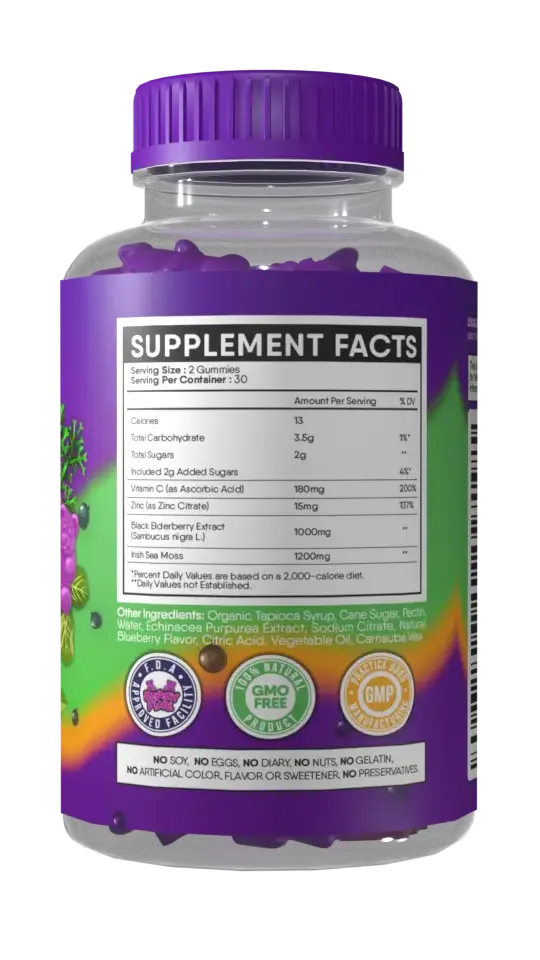 SUPPLEMENT FACTS
Serving Size : 2 Gummies
Serving Per Container : 30
Amount Per Serving % DV
Calories 13
Total Carbohydrate 3.5g 1%*
Total Sugars 2g **
Included 2g Added Sugars 4%*
Vitamin C (as Ascorbic Acid) 180mg 200%
Zinc (as Zinc Citrate) 15mg 137%
Black Elderberry Extract 1000mg **
(Sambucus nigra L.)
Irish Sea Moss 1200mg **
*Percent Daily Values are based on a 2,000-calorie diet.
**Daily Values not Established.
Other Ingredients: Organic Tapioca Syrup, Cane Sugar, Pectin,
Water, Echinacea Purpurea Extract, Sodium Citrate, Natural
Blueberry Flavor, Citric Acid, Vegetable Oil, Carnauba Wax
F.D.A
APPROVED FACILITY
100% NATURAL
GMO
FREE
PRODUCT
PRACTICE GOOD
GMP
MANUFACTURING
NO SOY, NO EGGS, NO DIARY, NO NUTS, NO GELATIN,
NO ARTIFICIAL COLOR, FLAVOR OR SWEETENER, NO PRESERVATIVES